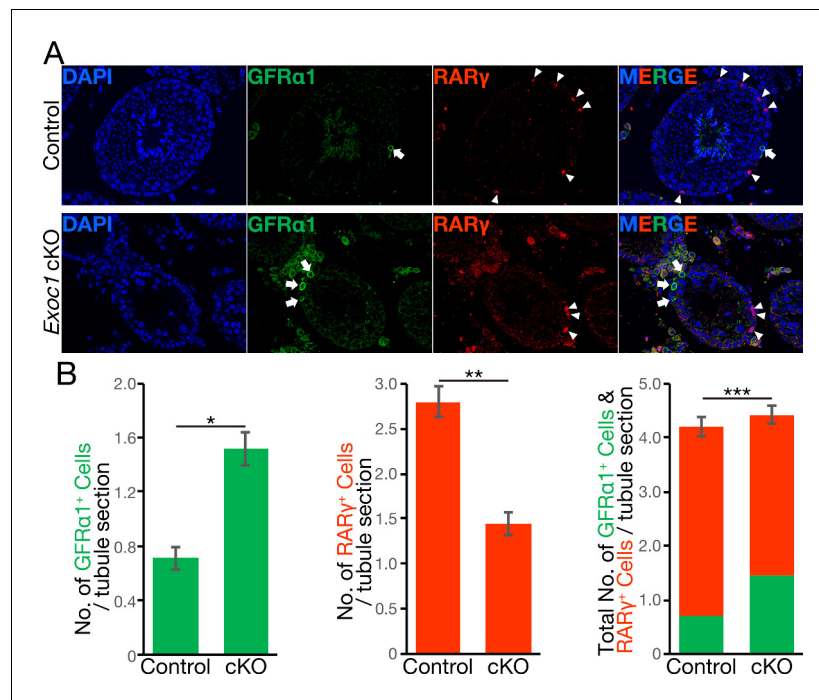 A
DAPI GFRα1 RARγ MERGE
Control
DAPI GFRα1 RARγ MERGE
Exoc1 cKO
B
No. of GFRα1⁺ Cells
/ tubule section
2.0
1.6
1.2
0.8
0.4
0
*
Control cKO
No. of RARγ⁺ Cells
/ tubule section
3.0
2.5
2.0
1.5
1.0
0.5
0
**
Control cKO
Total No. of GFRα1⁺ Cells &
RARγ⁺ Cells / tubule section
5.0
4.0
3.0
2.0
1.0
0
***
Control cKO